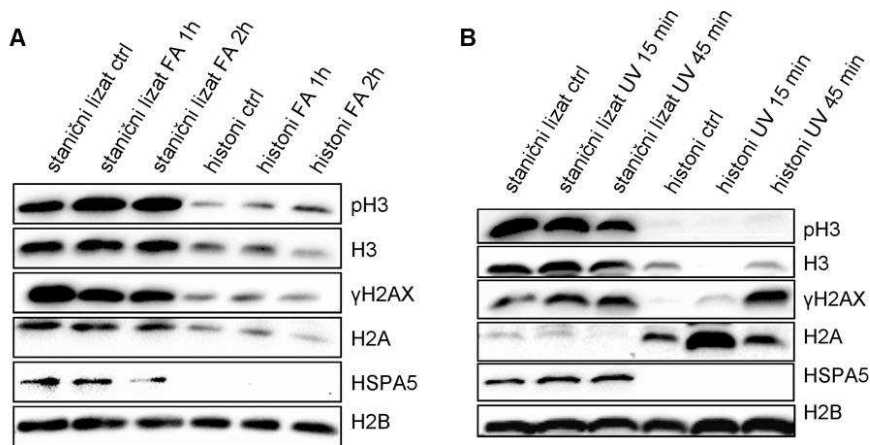 A
stanični lizat ctrl
stanični lizat FA 1h
stanični lizat FA 2h
histoni ctrl
histoni FA 1h
histoni FA 2h
pH3
H3
γH2AX
H2A
HSPA5
H2B
B
stanični lizat ctrl
stanični lizat UV 15 min
stanični lizat UV 45 min
histoni ctrl
histoni UV 15 min
histoni UV 45 min
pH3
H3
γH2AX
H2A
HSPA5
H2B